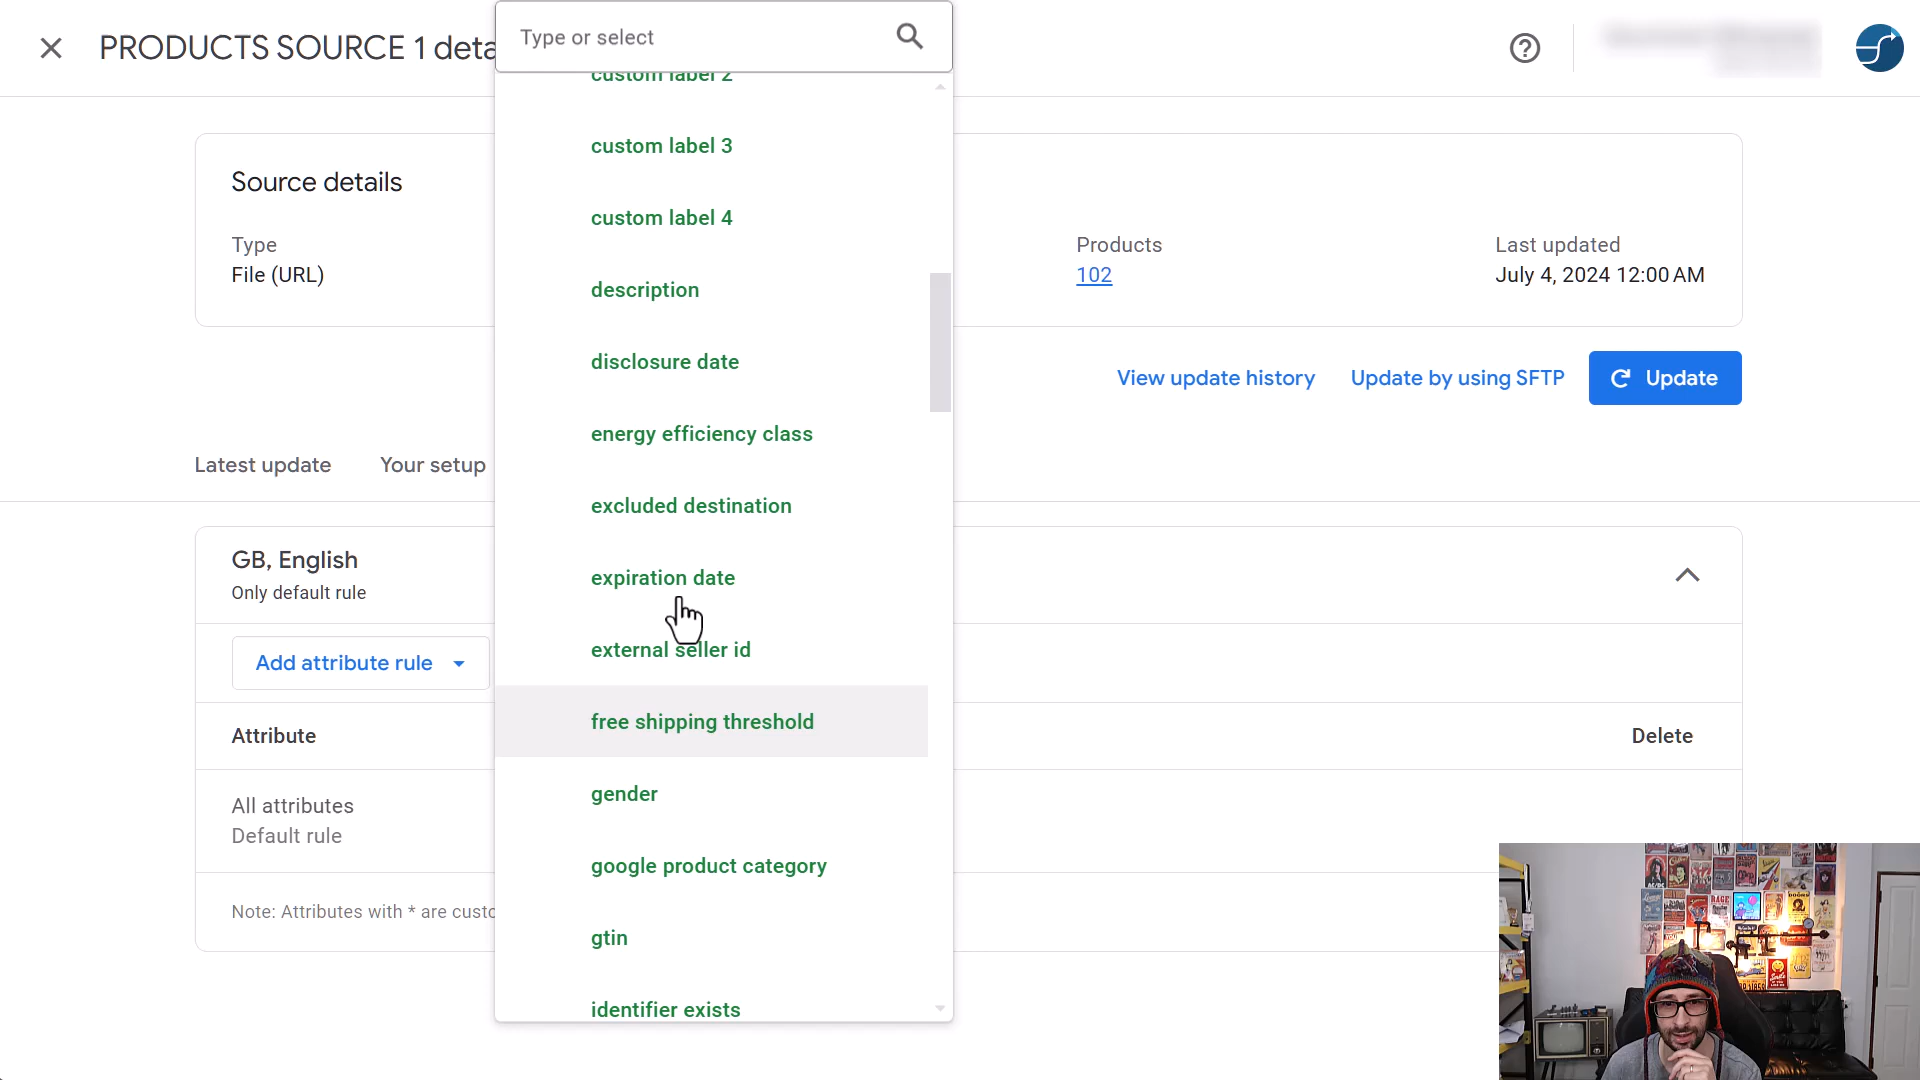 PRODUCTS SOURCE 1 deta
Type or select
custom label 2
custom label 3
custom label 4
description
disclosure date
energy efficiency class
excluded destination
expiration date
external seller id
free shipping threshold
gender
google product category
gtin
identifier exists
Source details
Type
File (URL)
Products
102
Last updated
July 4, 2024 12:00 AM
View update history
Update by using SFTP
Update
Latest update
Your setup
GB, English
Only default rule
Add attribute rule
Attribute
Delete
All attributes
Default rule
Note: Attributes with * are custo